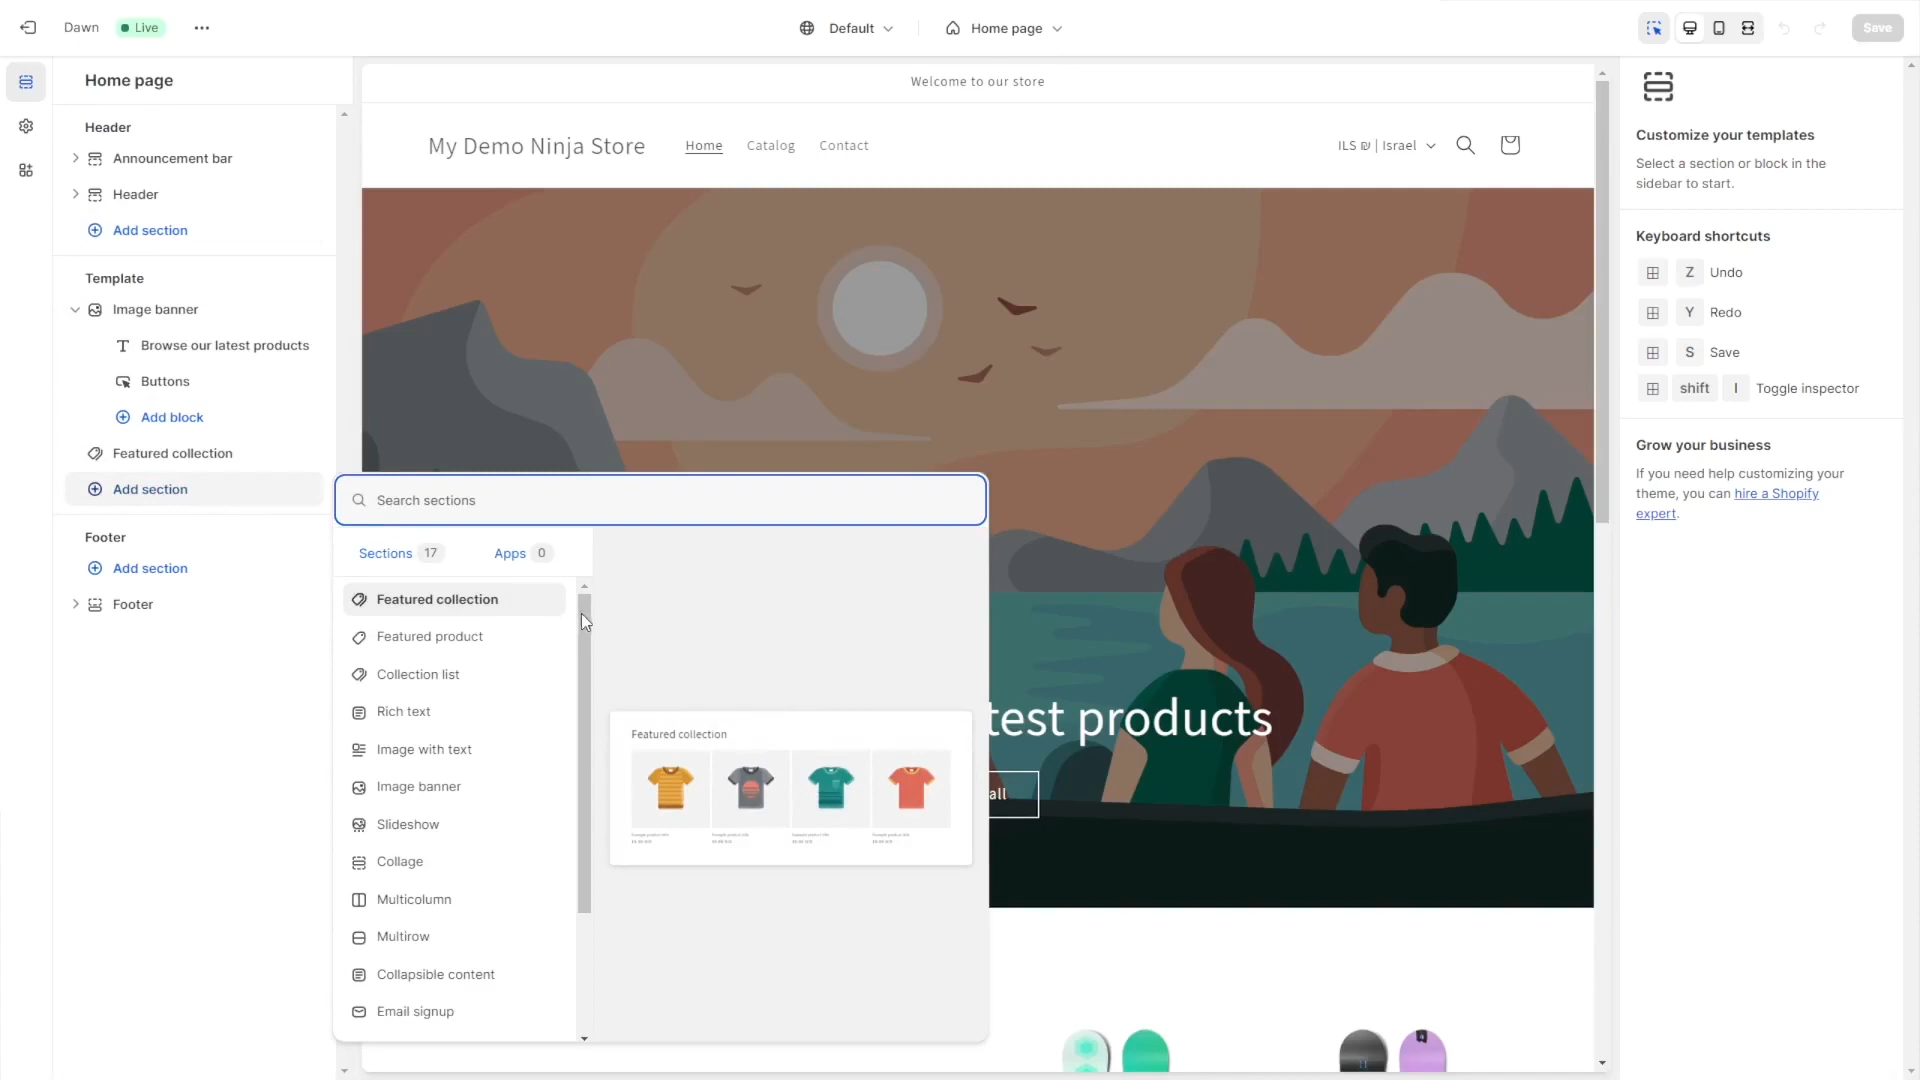 Dawn
Live
Default
Home page
Save
Home page
Header
Announcement bar
Header
Add section
Template
Image banner
Browse our latest products
Buttons
Add block
Featured collection
Add section
Footer
Add section
Footer
Search sections
Sections 17
Apps 0
Featured collection
Featured product
Collection list
Rich text
Image with text
Image banner
Slideshow
Collage
Multicolumn
Multirow
Collapsible content
Email signup
Featured collection
Welcome to our store
My Demo Ninja Store
Home
Catalog
Contact
ILS ₪ | Israel
test products
all
Customize your templates
Select a section or block in the
sidebar to start.
Keyboard shortcuts
Z Undo
Y Redo
S Save
shift I Toggle inspector
Grow your business
If you need help customizing your
theme, you can hire a Shopify
expert.